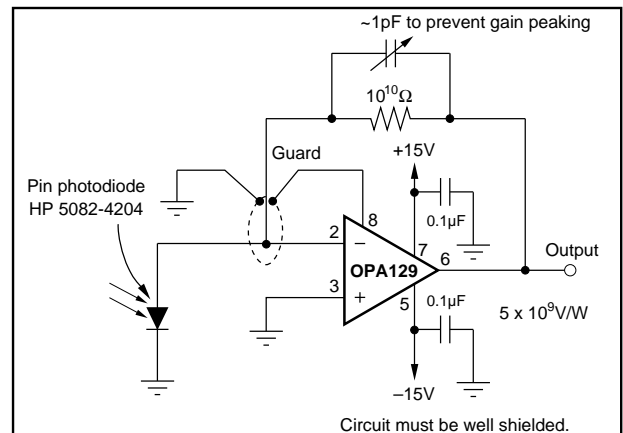 ~1pF to prevent gain peaking
10¹⁰Ω
Guard
+15V
Pin photodiode
HP 5082-4204
8
0.1µF
2
–
7
Output
OPA129
6
3
+
5
0.1µF
5 x 10⁹V/W
–15V
Circuit must be well shielded.